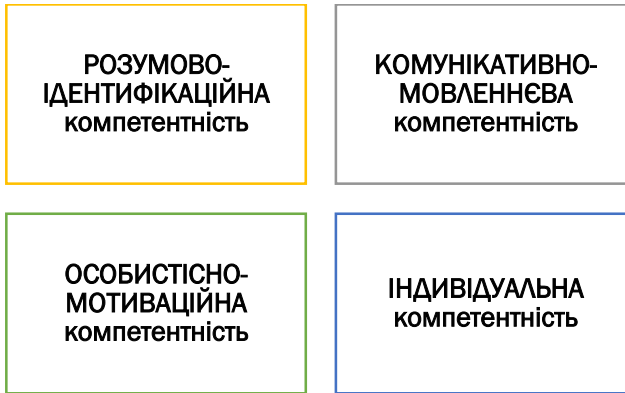 РОЗУМОВО-
ІДЕНТИФІКАЦІЙНА
компетентність
КОМУНІКАТИВНО-
МОВЛЕННЄВА
компетентність
ОСОБИСТІСНО-
МОТИВАЦІЙНА
компетентність
ІНДИВІДУАЛЬНА
компетентність